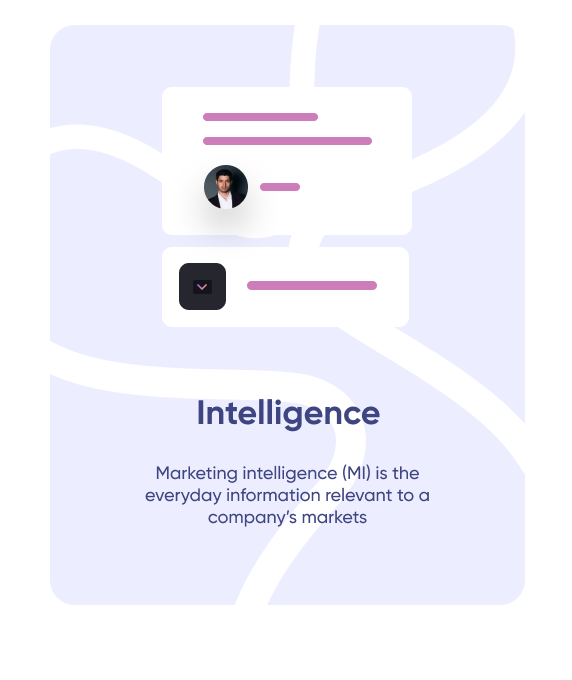 Intelligence
Marketing intelligence (MI) is the
everyday information relevant to a
company’s markets